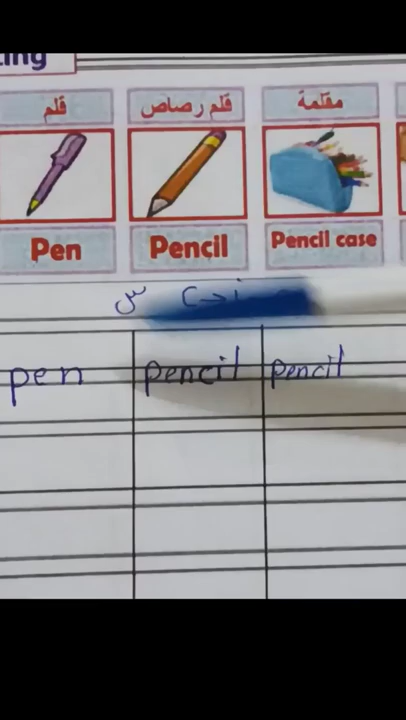 ing
قلم
قلم رصاص
مقلمة
Pen
Pencil
Pencil case
س
c → i
pen
pencil
pencil